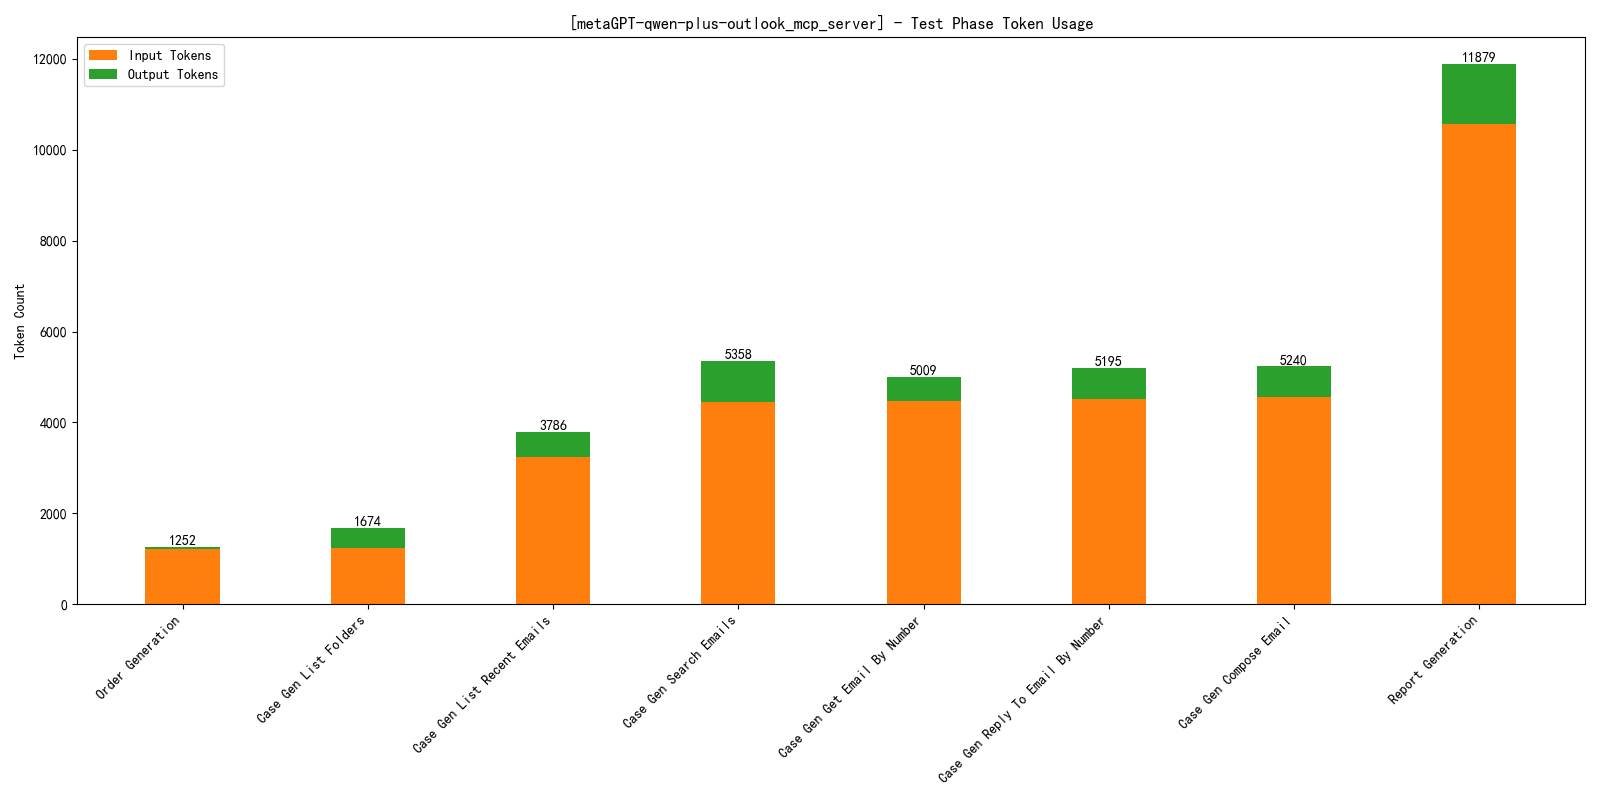 [metaGPT-qwen-plus-outlook_mcp_server] - Test Phase Token Usage
Input Tokens
Output Tokens
Token Count
12000
10000
8000
6000
4000
2000
0
1252
1674
3786
5358
5009
5195
5240
11879
Order Generation
Case Gen List Folders
Case Gen List Recent Emails
Case Gen Search Emails
Case Gen Get Email By Number
Case Gen Reply To Email By Number
Case Gen Compose Email
Report Generation